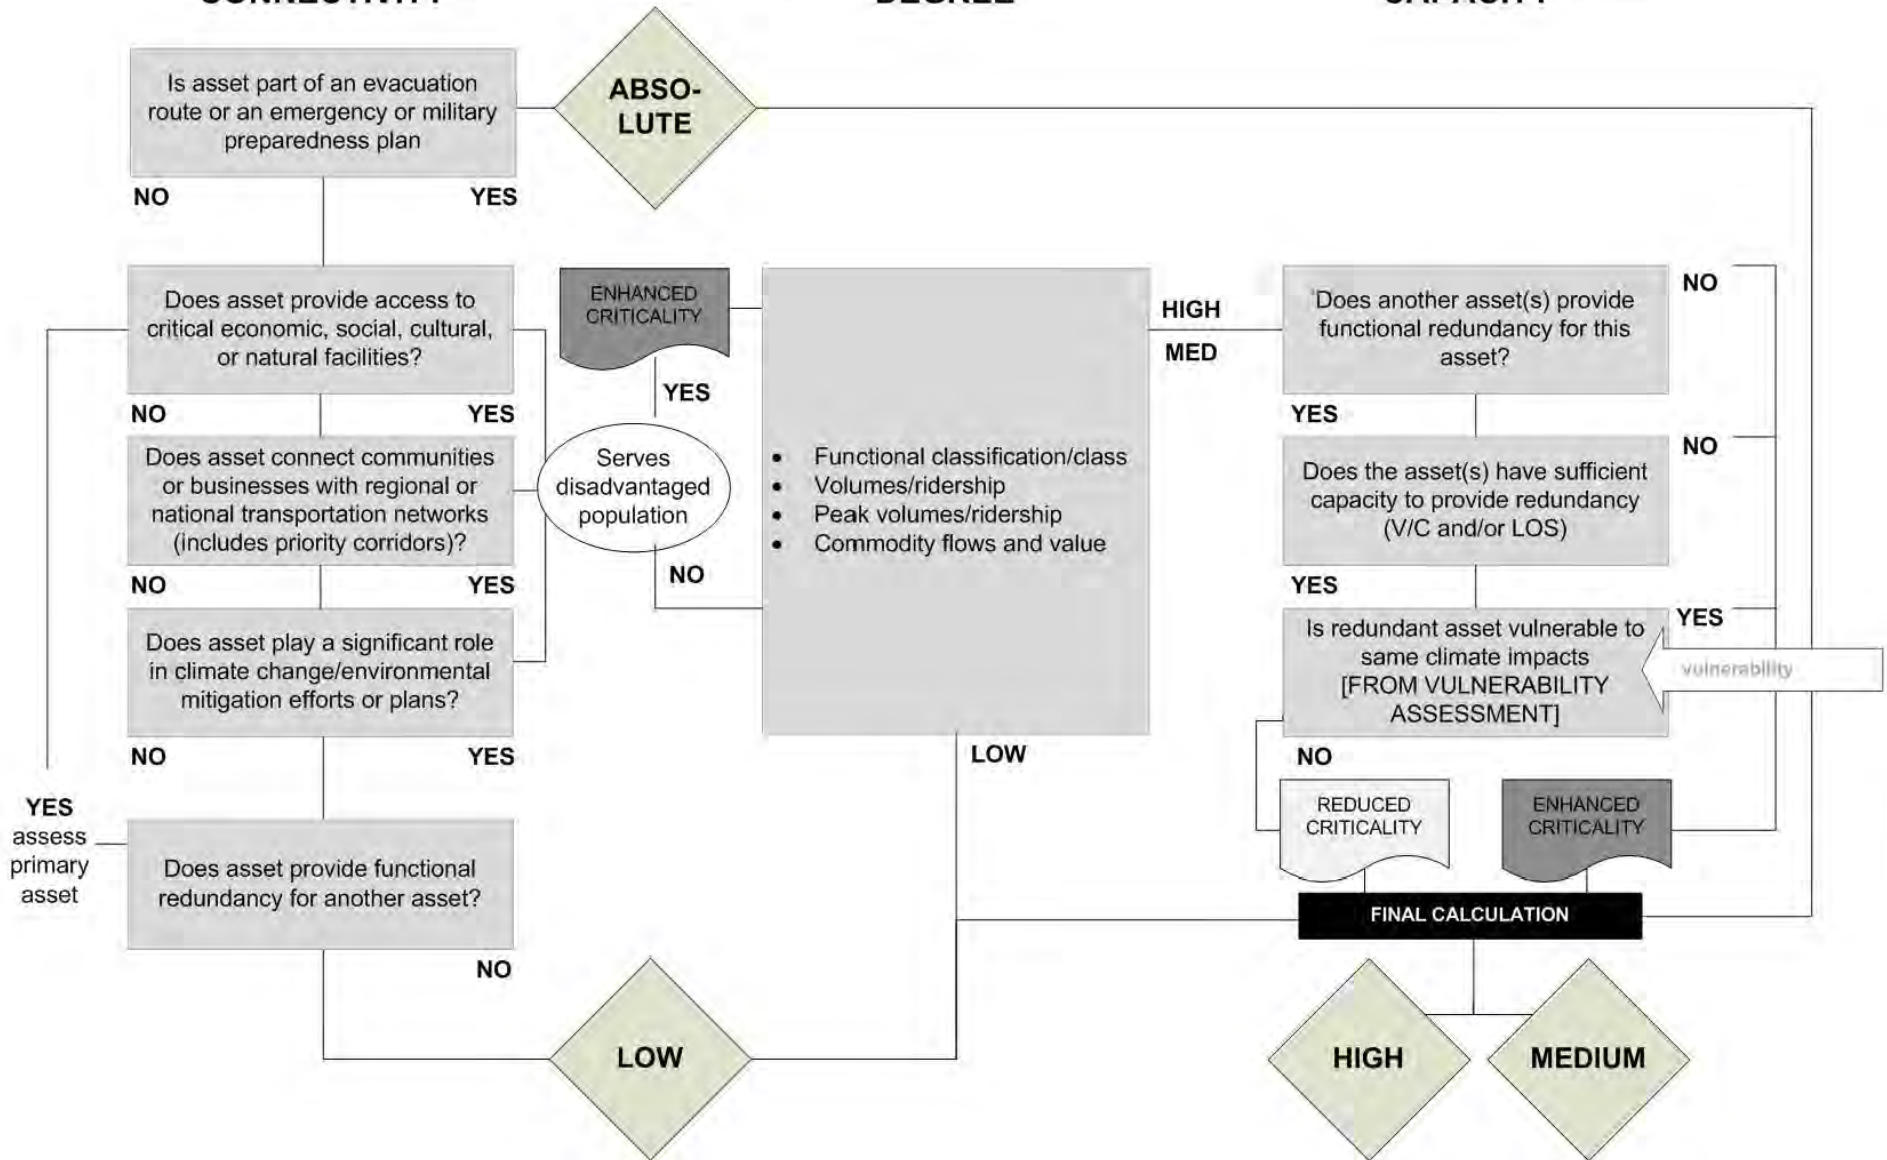 CONNECTIVITY
DEGREE
CAPACITY
Is asset part of an evacuation
route or an emergency or military
preparedness plan
NO
YES
ABSO-
LUTE
Does asset provide access to
critical economic, social, cultural,
or natural facilities?
NO
YES
Does asset connect communities
or businesses with regional or
national transportation networks
(includes priority corridors)?
NO
YES
Does asset play a significant role
in climate change/environmental
mitigation efforts or plans?
NO
YES
YES
assess
primary
asset
Does asset provide functional
redundancy for another asset?
NO
LOW
ENHANCED
CRITICALITY
YES
Serves
disadvantaged
population
NO
• Functional classification/class
• Volumes/ridership
• Peak volumes/ridership
• Commodity flows and value
HIGH
MED
LOW
Does another asset(s) provide
functional redundancy for this
asset?
NO
YES
Does the asset(s) have sufficient
capacity to provide redundancy
(V/C and/or LOS)
NO
YES
Is redundant asset vulnerable to
same climate impacts
[FROM VULNERABILITY
ASSESSMENT]
YES
vulnerability
NO
REDUCED
CRITICALITY
ENHANCED
CRITICALITY
FINAL CALCULATION
HIGH
MEDIUM